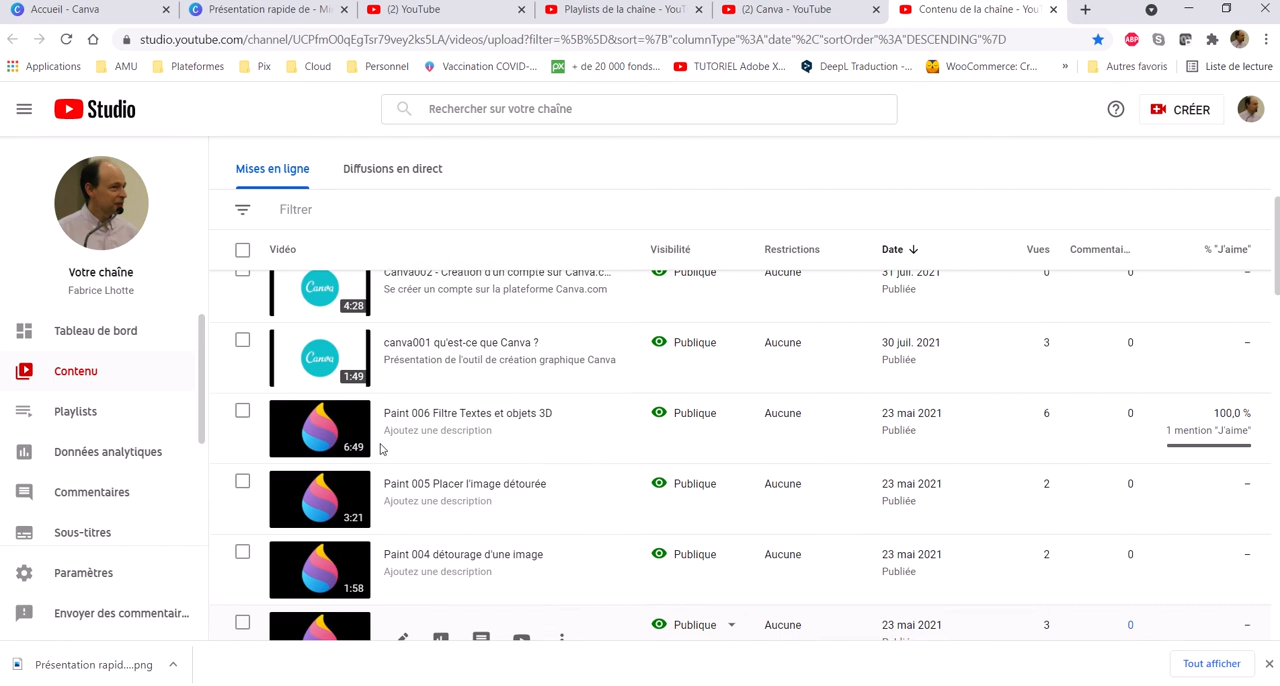 Accueil - Canva
Présentation rapide de - Mi
(2) YouTube
Playlists de la chaîne - YouT
(2) Canva - YouTube
Contenu de la chaîne - YouT
studio.youtube.com/channel/UCPfmO0qEgTsr79vey2ks5LA/videos/upload?filter=%5B%5D&sort=%7B"columnType"%3A"date"%2C"sortOrder"%3A"DESCENDING"%7D
ABP
Applications
AMU
Plateformes
Pix
Cloud
Personnel
Vaccination COVID-...
+ de 20 000 fonds...
TUTORIEL Adobe X...
DeepL Traduction -...
WooCommerce: Cr...
»
Autres favoris
Liste de lecture
Studio
Rechercher sur votre chaîne
CRÉER
Votre chaîne
Fabrice Lhotte
Tableau de bord
Contenu
Playlists
Données analytiques
Commentaires
Sous-titres
Paramètres
Envoyer des commentair...
Mises en ligne
Diffusions en direct
Filtrer
Vidéo
Visibilité
Restrictions
Date
Vues
Commentai...
% "J'aime"
Canva
4:28
Canva002 - Création d'un compte sur Canva.c...
Se créer un compte sur la plateforme Canva.com
Publique
Aucune
31 juil. 2021
Publiée
0
0
–
Canva
1:49
canva001 qu'est-ce que Canva ?
Présentation de l'outil de création graphique Canva
Publique
Aucune
30 juil. 2021
Publiée
3
0
–
6:49
Paint 006 Filtre Textes et objets 3D
Ajoutez une description
Publique
Aucune
23 mai 2021
Publiée
6
0
100,0 %
1 mention "J'aime"
3:21
Paint 005 Placer l'image détourée
Ajoutez une description
Publique
Aucune
23 mai 2021
Publiée
2
0
–
1:58
Paint 004 détourage d'une image
Ajoutez une description
Publique
Aucune
23 mai 2021
Publiée
2
0
–
Publique
Aucune
23 mai 2021
3
0
–
Présentation rapid....png
Tout afficher